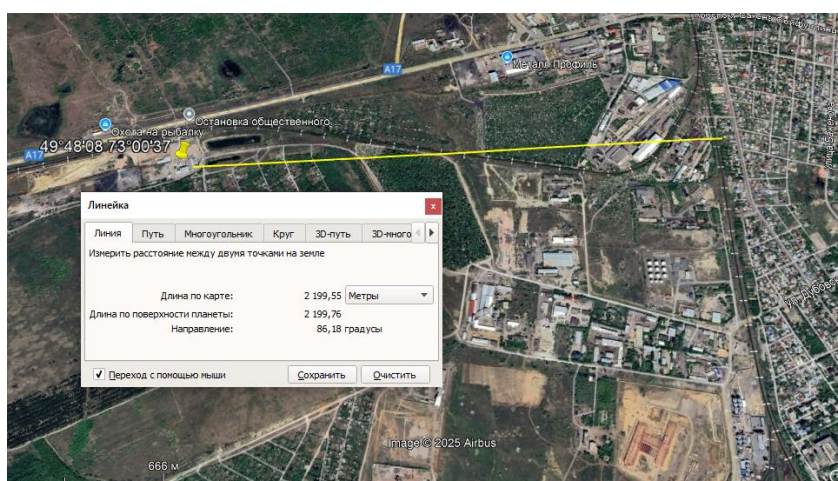 проспект Сакена Сейфуллина
A17
Металл Профиль
Остановка общественного...
Охота на рыбалку
49°48'08 73°00'37
A17
Линейка
x
Линия Путь Многоугольник Круг 3D-путь 3D-много
Измерить расстояние между двумя точками на земле
Длина по карте: 2 199,55 Метры
Длина по поверхности планеты: 2 199,76
Направление: 86,18 градусы
Переход с помощью мыши Сохранить Очистить
Image © 2025 Airbus
666 м